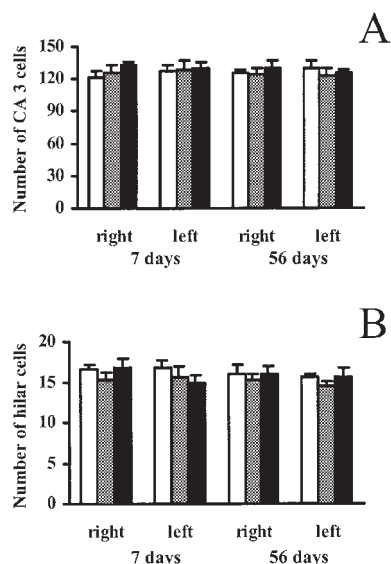 A
Number of CA 3 cells
150
120
90
60
30
0
right left right left
7 days 56 days
B
Number of hilar cells
20
15
10
5
0
right left right left
7 days 56 days